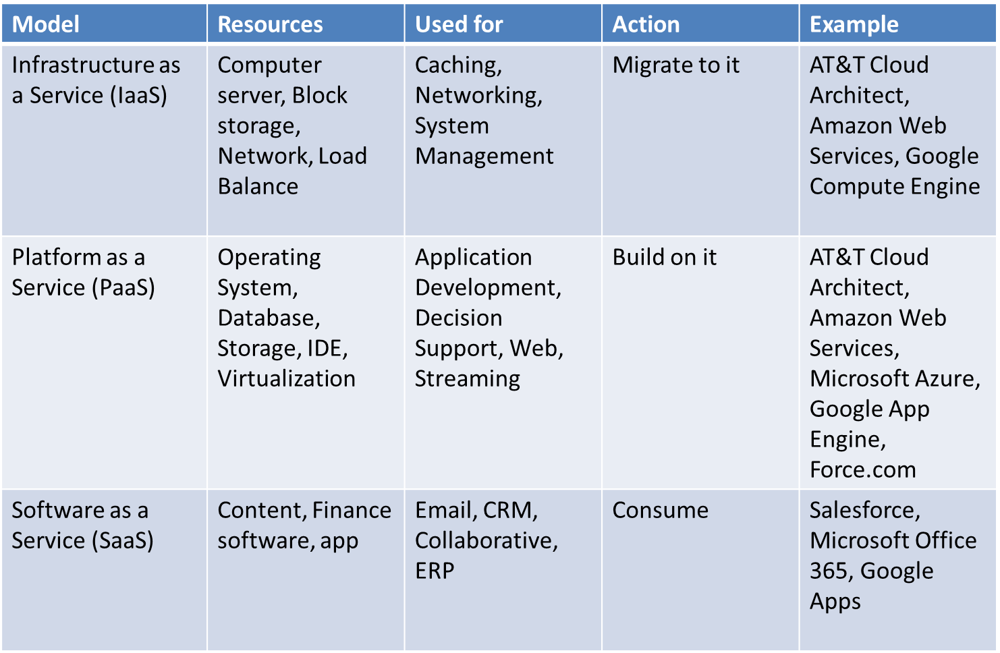 Model
Resources
Used for
Action
Example
Infrastructure as
a Service (IaaS)
Computer
server, Block
storage,
Network, Load
Balance
Caching,
Networking,
System
Management
Migrate to it
AT&T Cloud
Architect,
Amazon Web
Services, Google
Compute Engine
Platform as a
Service (PaaS)
Operating
System,
Database,
Storage, IDE,
Virtualization
Application
Development,
Decision
Support, Web,
Streaming
Build on it
AT&T Cloud
Architect,
Amazon Web
Services,
Microsoft Azure,
Google App
Engine,
Force.com
Software as a
Service (SaaS)
Content, Finance
software, app
Email, CRM,
Collaborative,
ERP
Consume
Salesforce,
Microsoft Office
365, Google
Apps